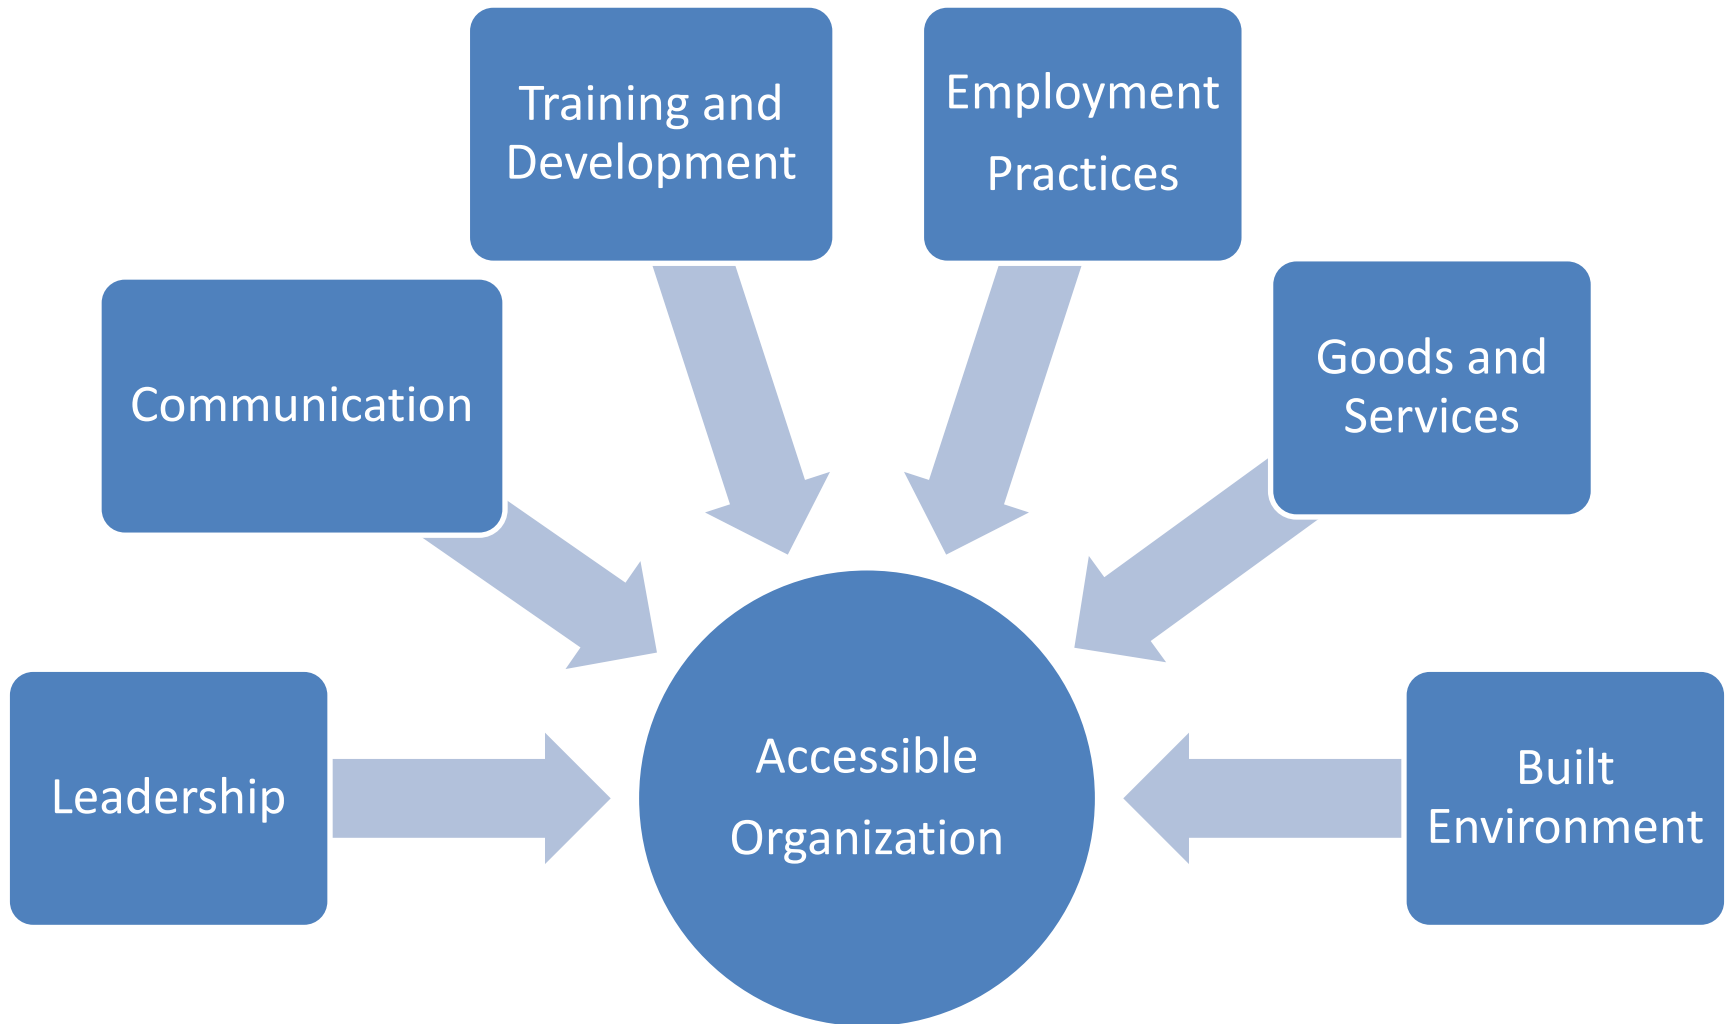 Training and
Development
Employment
Practices
Communication
Goods and
Services
Leadership
Accessible
Organization
Built
Environment